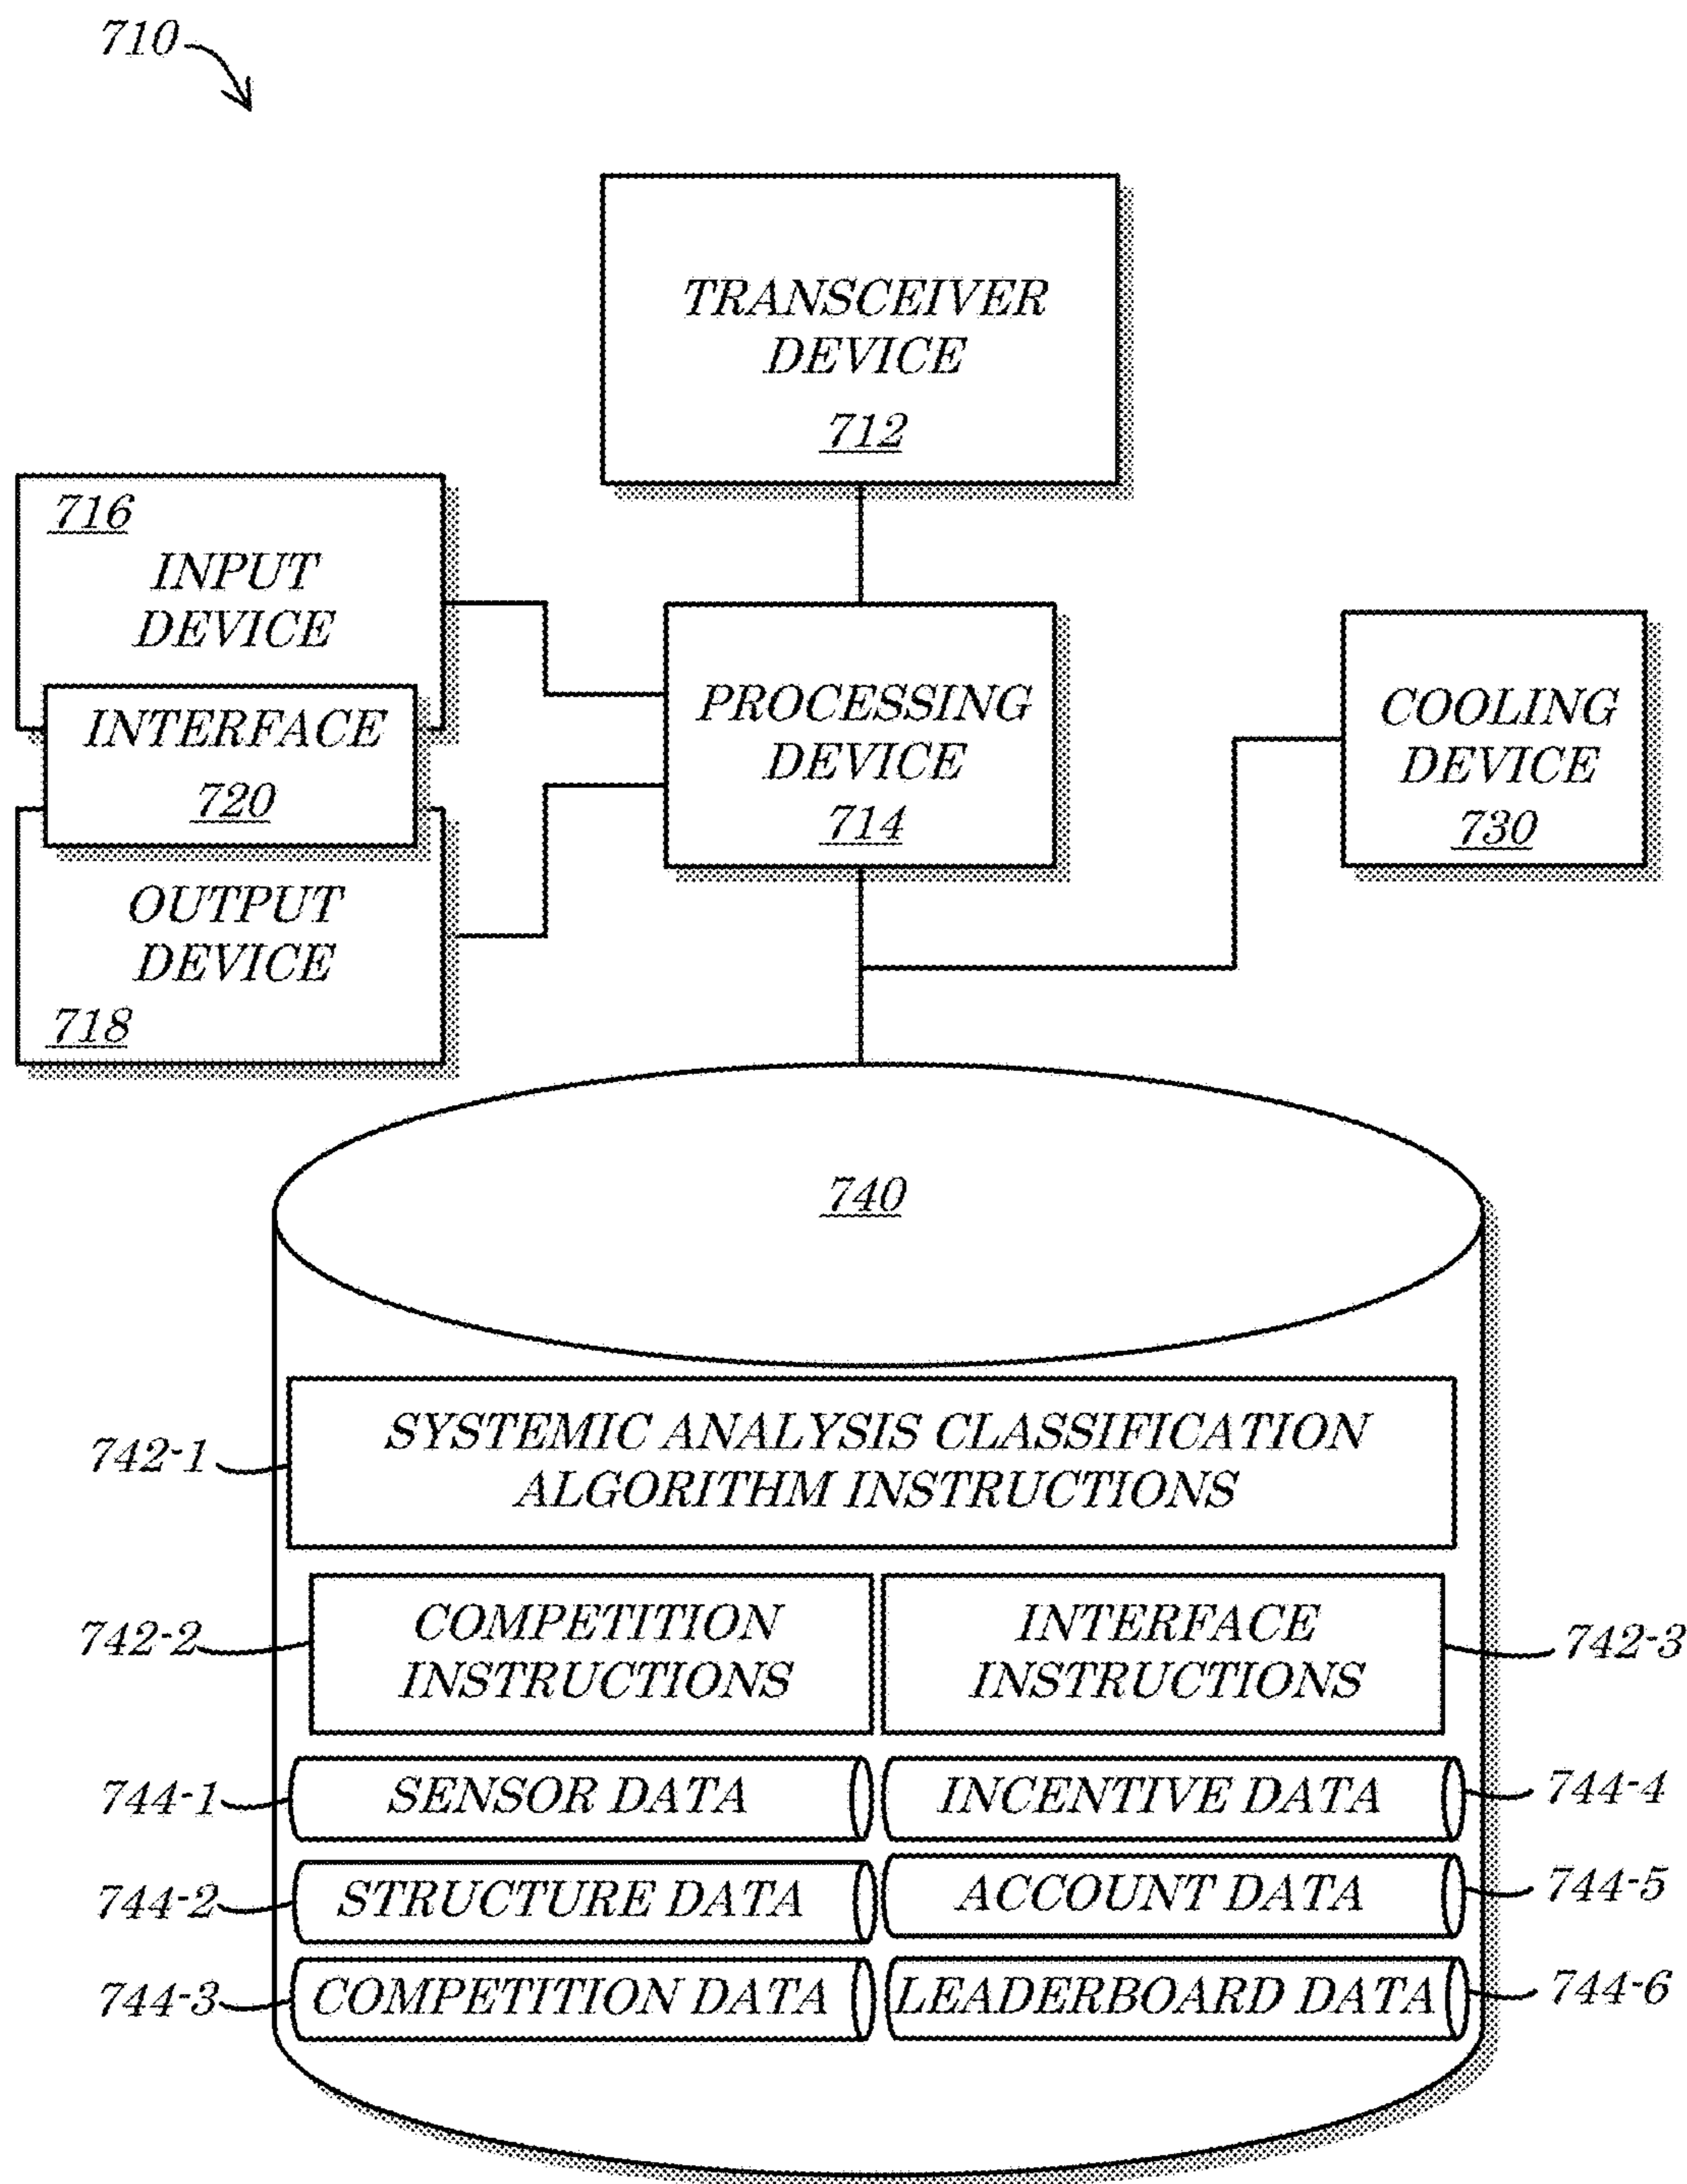 710
TRANSCEIVER
DEVICE
712
716
INPUT
DEVICE
INTERFACE
720
OUTPUT
DEVICE
718
PROCESSING
DEVICE
714
COOLING
DEVICE
730
740
742-1
SYSTEMIC ANALYSIS CLASSIFICATION
ALGORITHM INSTRUCTIONS
742-2
COMPETITION
INSTRUCTIONS
INTERFACE
INSTRUCTIONS
742-3
744-1
SENSOR DATA
INCENTIVE DATA
744-4
744-2
STRUCTURE DATA
ACCOUNT DATA
744-5
744-3
COMPETITION DATA
LEADERBOARD DATA
744-6